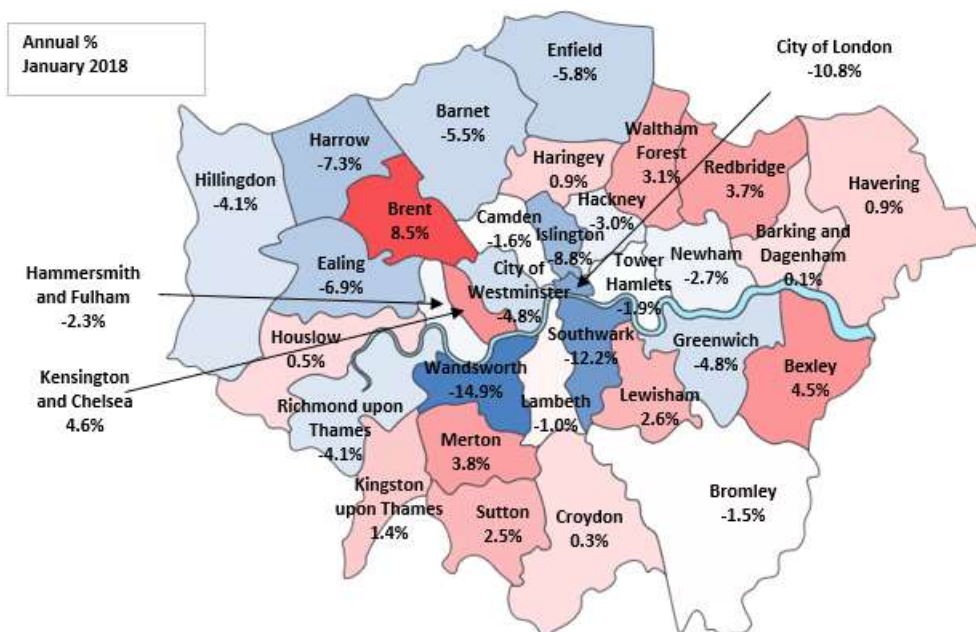 Annual %
January 2018
Enfield
-5.8%
City of London
-10.8%
Barnet
-5.5%
Harrow
-7.3%
Waltham
Forest
3.1%
Haringey
0.9%
Redbridge
3.7%
Hillingdon
-4.1%
Havering
0.9%
Brent
8.5%
Camden
-1.6%
Hackney
-3.0%
Islington
-8.8%
Barking and
Dagenham
0.1%
Newham
-2.7%
Tower
Hamlets
-1.9%
Ealing
-6.9%
City of
Westminster
-4.8%
Hammersmith
and Fulham
-2.3%
Houslow
0.5%
Southwark
-12.2%
Greenwich
-4.8%
Wandsworth
-14.9%
Bexley
4.5%
Kensington
and Chelsea
4.6%
Lambeth
-1.0%
Lewisham
2.6%
Richmond upon
Thames
-4.1%
Merton
3.8%
Kingston
upon Thames
1.4%
Sutton
2.5%
Croydon
0.3%
Bromley
-1.5%